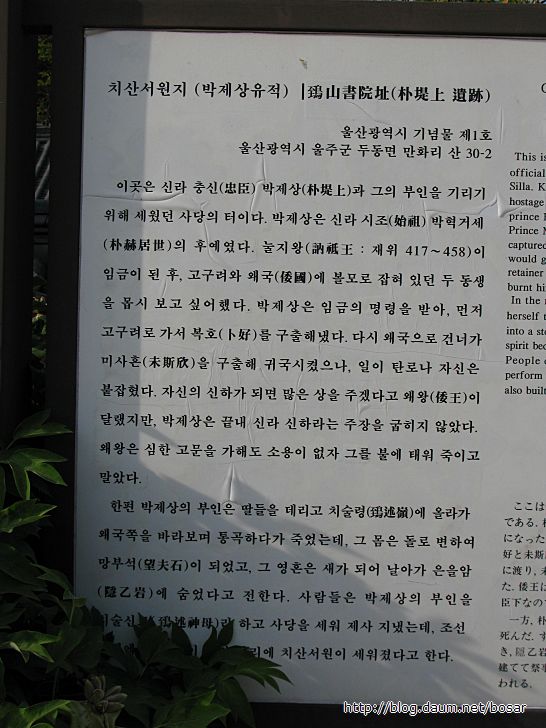 치산서원지 (박제상유적) | 鵄山書院址(朴堤上 遺跡)
울산광역시 기념물 제1호
울산광역시 울주군 두동면 만화리 산 30-2
이곳은 신라 충신(忠臣) 박제상(朴堤上)과 그의 부인을 기리기
위해 세웠던 사당의 터이다. 박제상은 신라 시조(始祖) 박혁거세
(朴赫居世)의 후예였다. 눌지왕(訥祗王 : 재위 417~458)이
임금이 된 후, 고구려와 왜국(倭國)에 볼모로 잡혀 있던 두 동생
을 몹시 보고 싶어했다. 박제상은 임금의 명령을 받아, 먼저
고구려로 가서 복호(卜好)를 구출해냈다. 다시 왜국으로 건너가
미사흔(未斯欣)을 구출해 귀국시켰으나, 일이 탄로나 자신은
붙잡혔다. 자신의 신하가 되면 많은 상을 주겠다고 왜왕(倭王)이
달랬지만, 박제상은 끝내 신라 신하라는 주장을 굽히지 않았다.
왜왕은 심한 고문을 가해도 소용이 없자 그를 불에 태워 죽이고
말았다.
한편 박제상의 부인은 딸들을 데리고 치술령(鵄述嶺)에 올라가
왜국쪽을 바라보며 통곡하다가 죽었는데, 그 몸은 돌로 변하여
망부석(望夫石)이 되었고, 그 영혼은 새가 되어 날아가 은을암
(隱乙岩)에 숨었다고 전한다. 사람들은 박제상의 부인을
치술신모(鵄述神母)라 하고 사당을 세워 제사 지냈는데, 조선
리에 치산서원이 세워졌다고 한다.
This is
official
Silla, K
hostage
prince
Prince M
captured
would g
retainer
burnt hi
In the
herself t
into a sto
spirit bec
People
perform
also built
ここは
である.
になった
好と未斯
に渡り, 未
た. 倭王に
臣下なので
一方, 朴
死んだ. す
き, 隠乙岩
建てて祭事
われる.
http://blog.daum.net/bosar